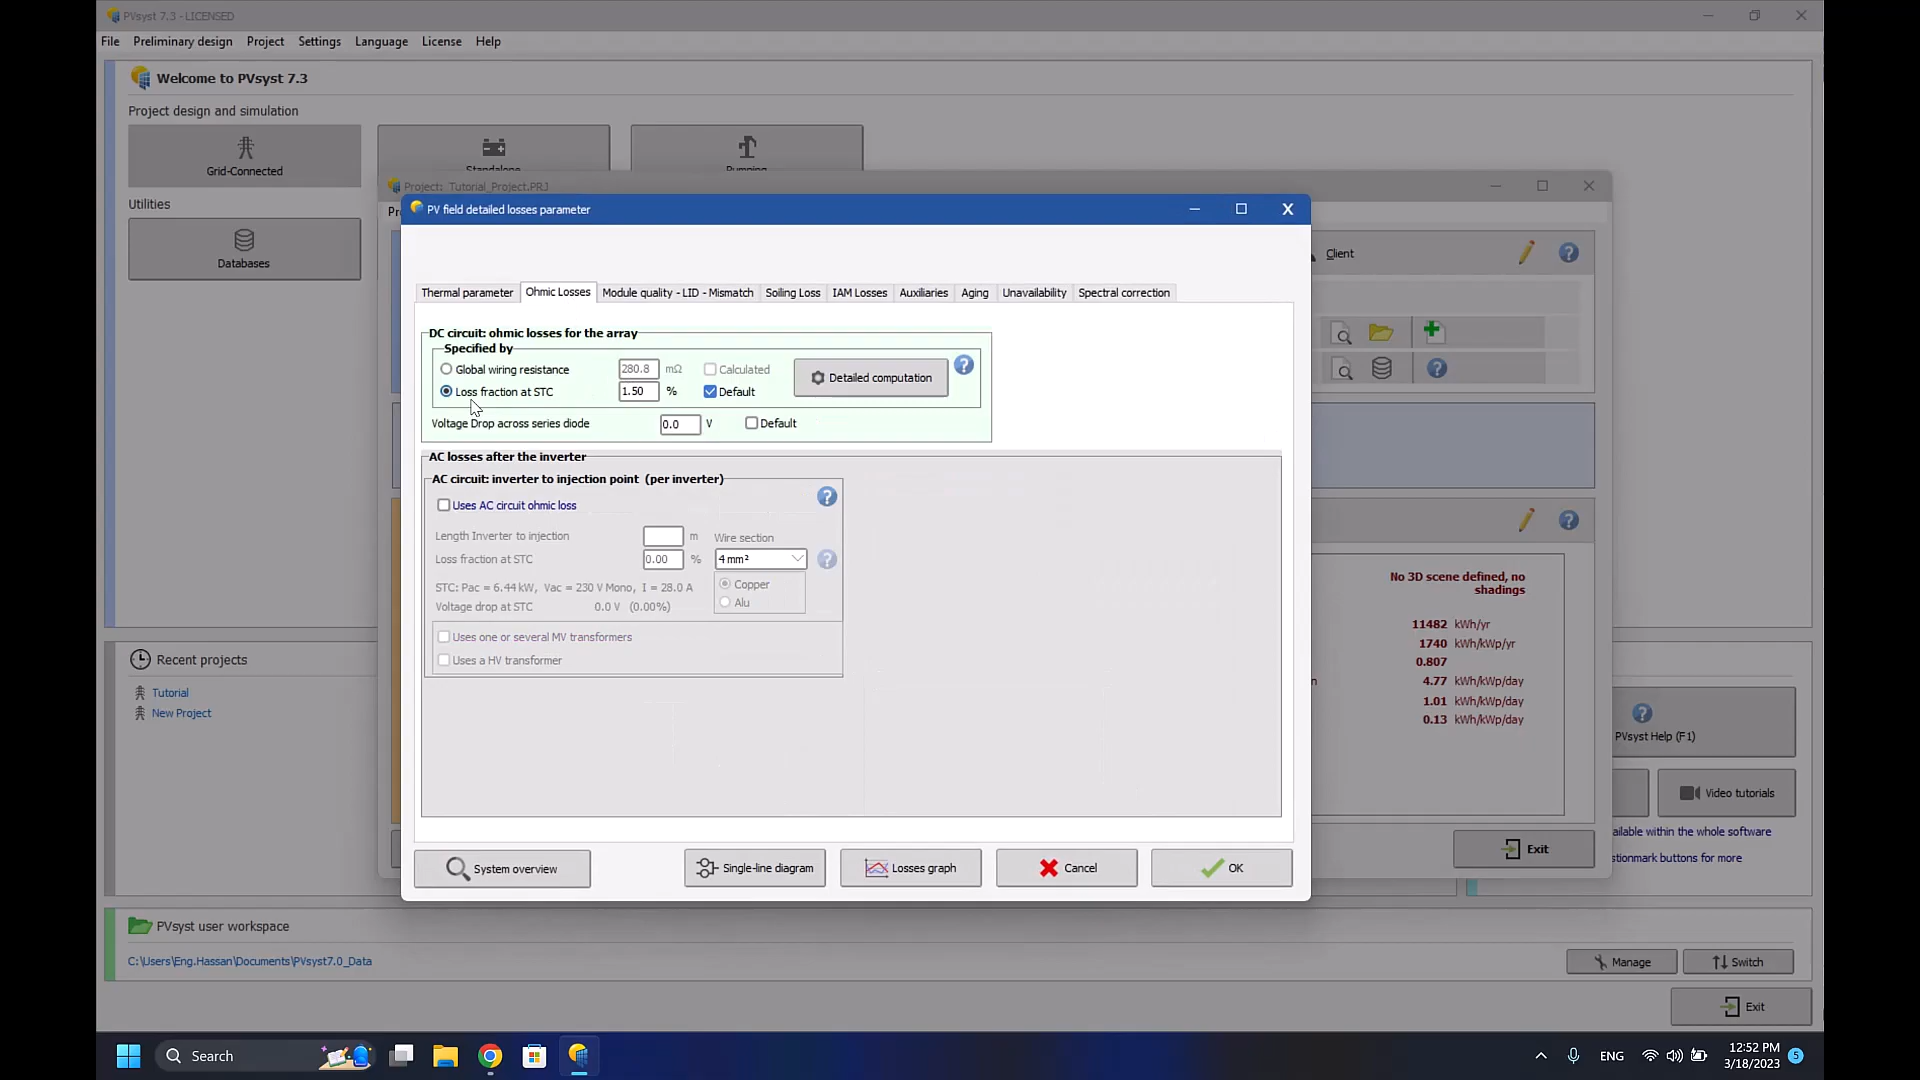 PVsyst 7.3 - LICENSED
File Preliminary design Project Settings Language License Help
Welcome to PVsyst 7.3
Project design and simulation
Grid-Connected
Utilities
Databases
Project: Tutorial_Project.PRJ
PV field detailed losses parameter
Client
Thermal parameter Ohmic Losses Module quality - LID - Mismatch Soiling Loss IAM Losses Auxiliaries Aging Unavailability Spectral correction
DC circuit: ohmic losses for the array
Specified by
Global wiring resistance 280.8 mΩ Calculated
Detailed computation
Loss fraction at STC 1.50 % Default
Voltage Drop across series diode 0.0 V Default
AC losses after the inverter
AC circuit: inverter to injection point (per inverter)
Uses AC circuit ohmic loss
Length Inverter to injection m Wire section
Loss fraction at STC 0.00 % 4 mm²
STC: Pac = 6.44 kW, Vac = 230 V Mono, I = 28.0 A Copper
Voltage drop at STC 0.0 V (0.00%) Alu
Uses one or several MV transformers
Uses a HV transformer
No 3D scene defined, no
shadings
11482 kWh/yr
1740 kWh/kWp/yr
0.807
4.77 kWh/kWp/day
1.01 kWh/kWp/day
0.13 kWh/kWp/day
Recent projects
Tutorial
New Project
PVsyst Help (F1)
Video tutorials
Exit
System overview Single-line diagram Losses graph Cancel OK
PVsyst user workspace
C:\Users\Eng.Hassan\Documents\PVsyst7.0_Data
Manage Switch
Exit
Search
ENG
12:52 PM
3/18/2023
5